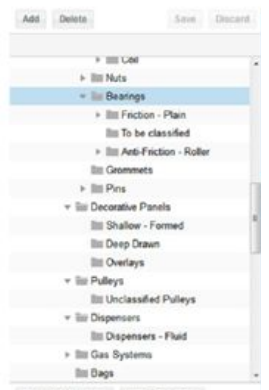 Add Delete Save Discard
Coil
Nuts
Bearings
Friction - Plain
To be classified
Anti-Friction - Roller
Grommets
Pins
Decorative Panels
Shallow - Formed
Deep Drawn
Overlays
Pulleys
Unclassified Pulleys
Dispensers
Dispensers - Fluid
Gas Systems
Bags